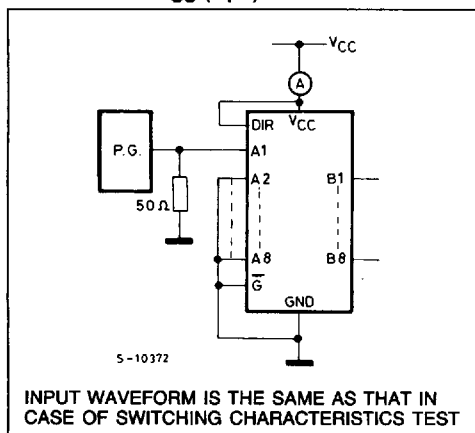 VCC
A
DIR
VCC
P.G.
A1
A2
B1
50Ω
A8
B8
G̅
GND
S-10372
INPUT WAVEFORM IS THE SAME AS THAT IN
CASE OF SWITCHING CHARACTERISTICS TEST